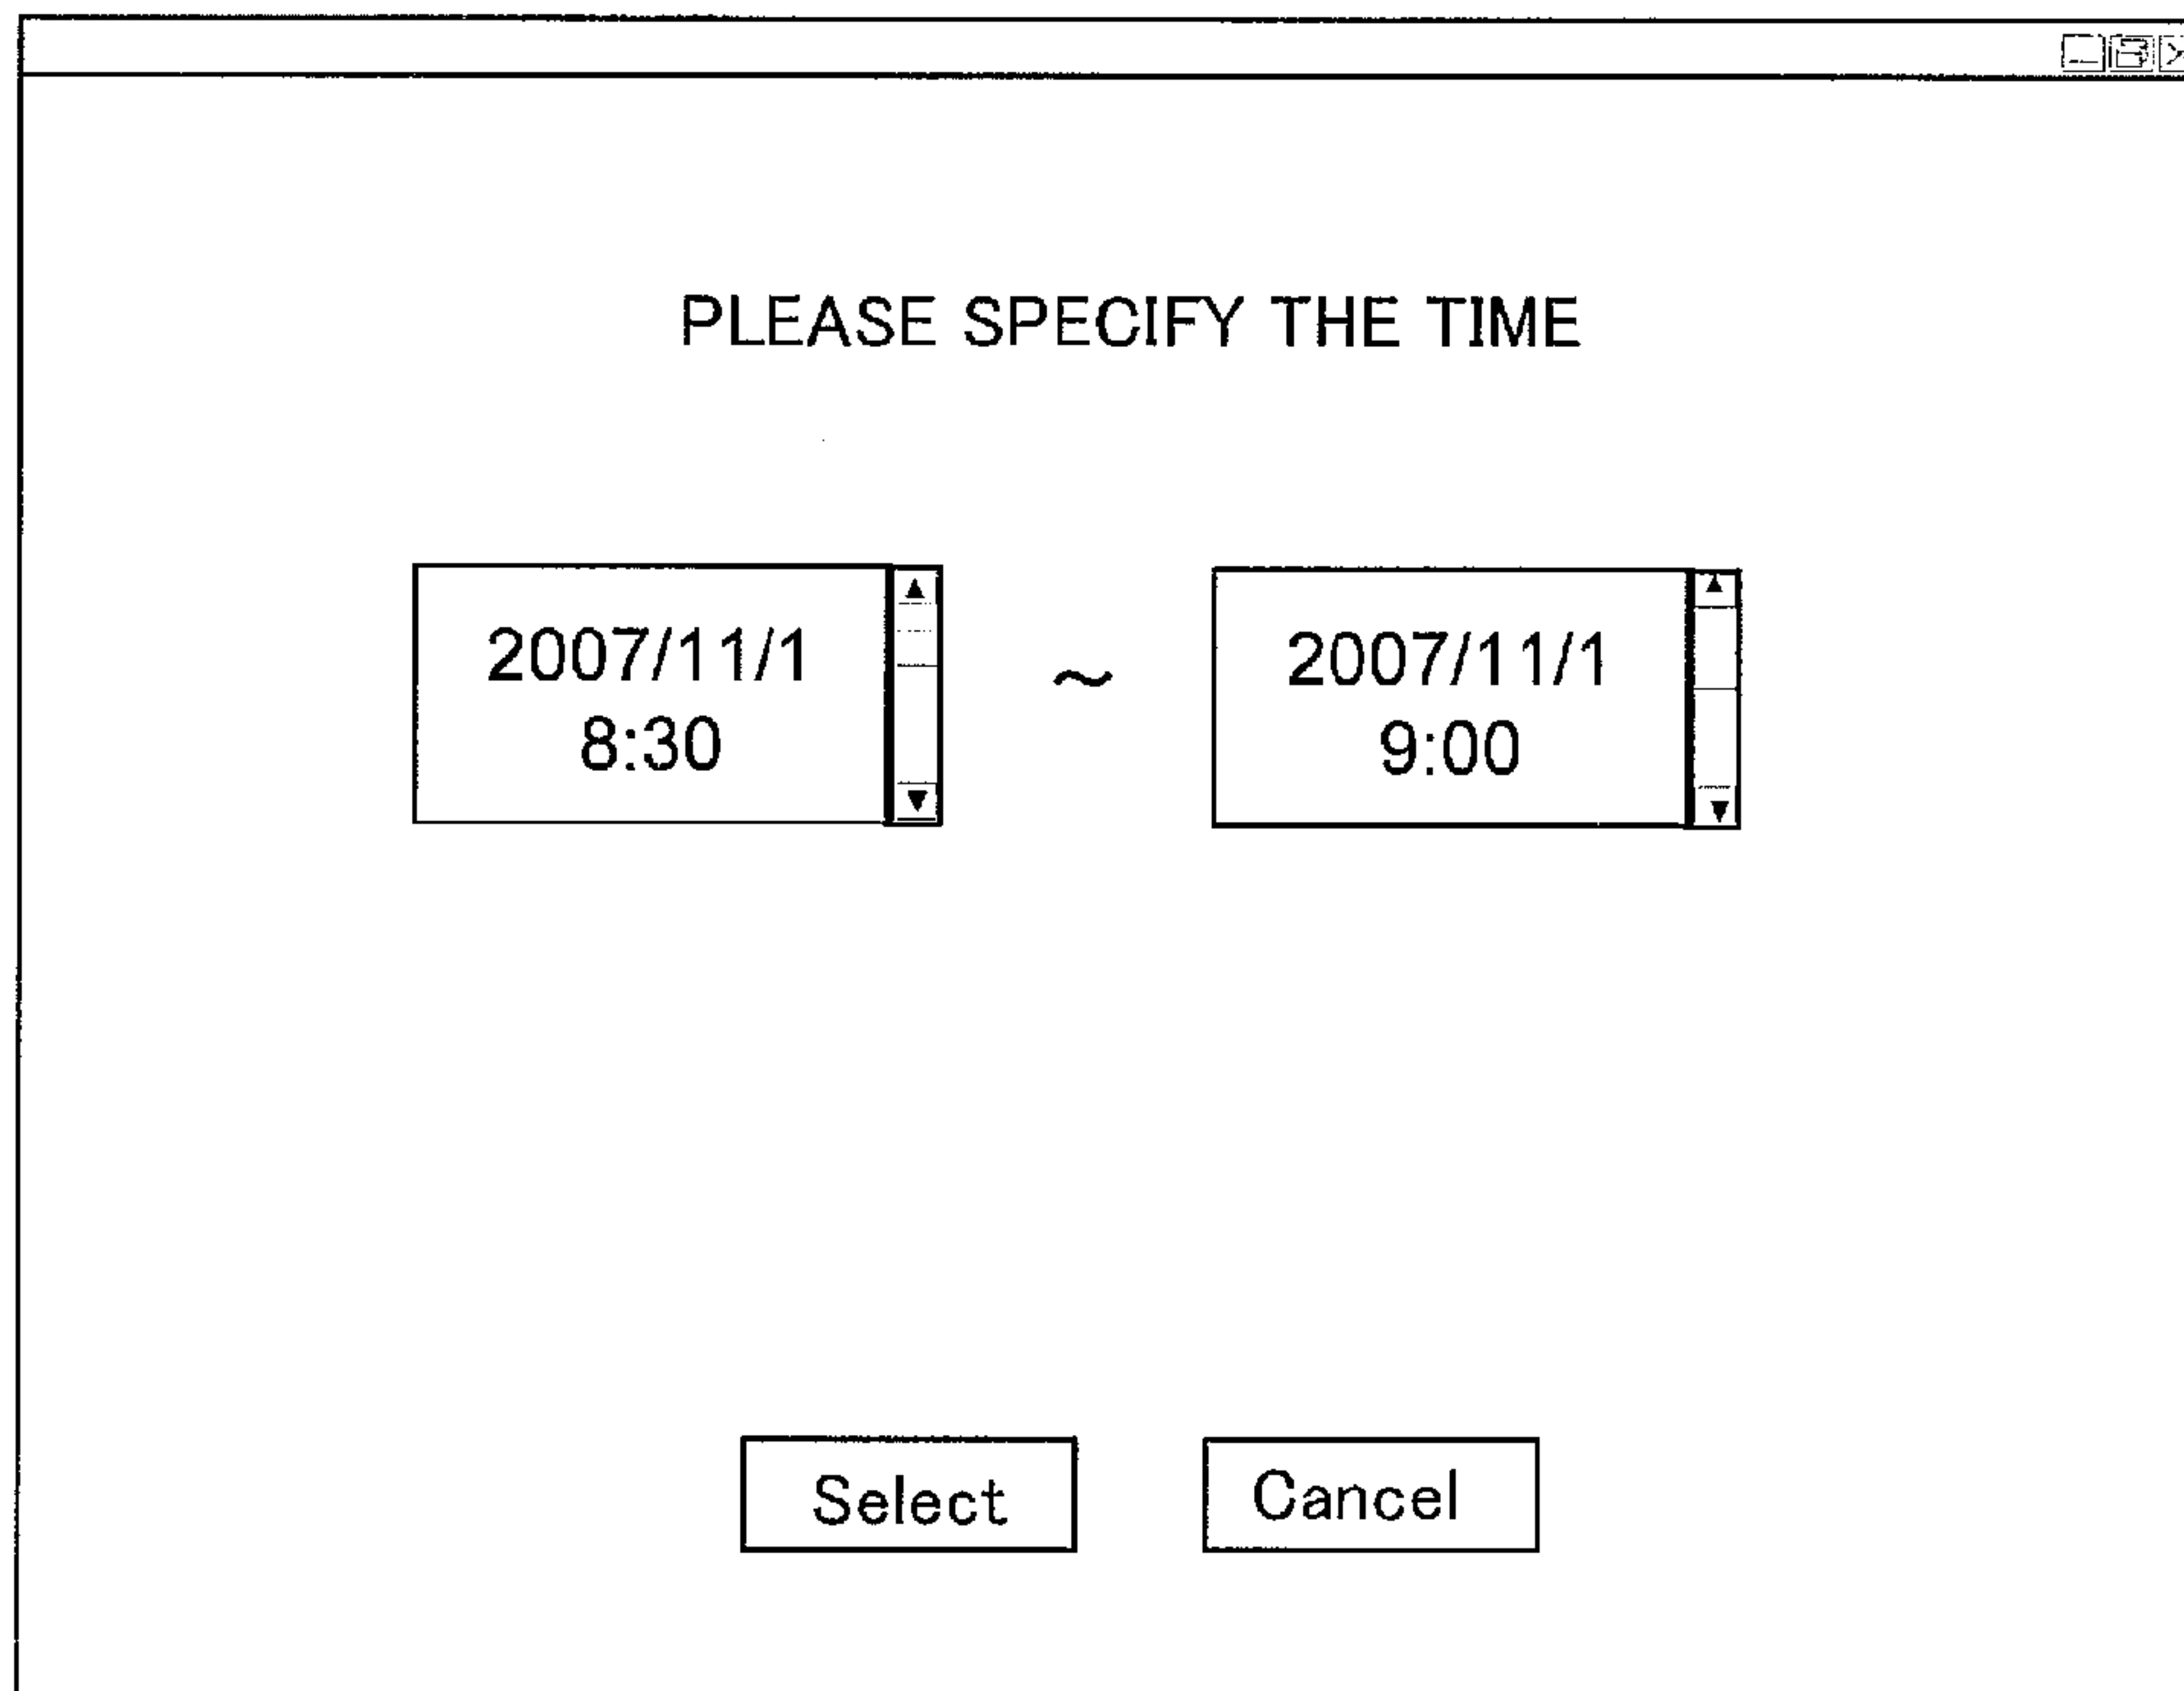 PLEASE SPECIFY THE TIME
2007/11/1
8:30
~
2007/11/1
9:00
Select
Cancel